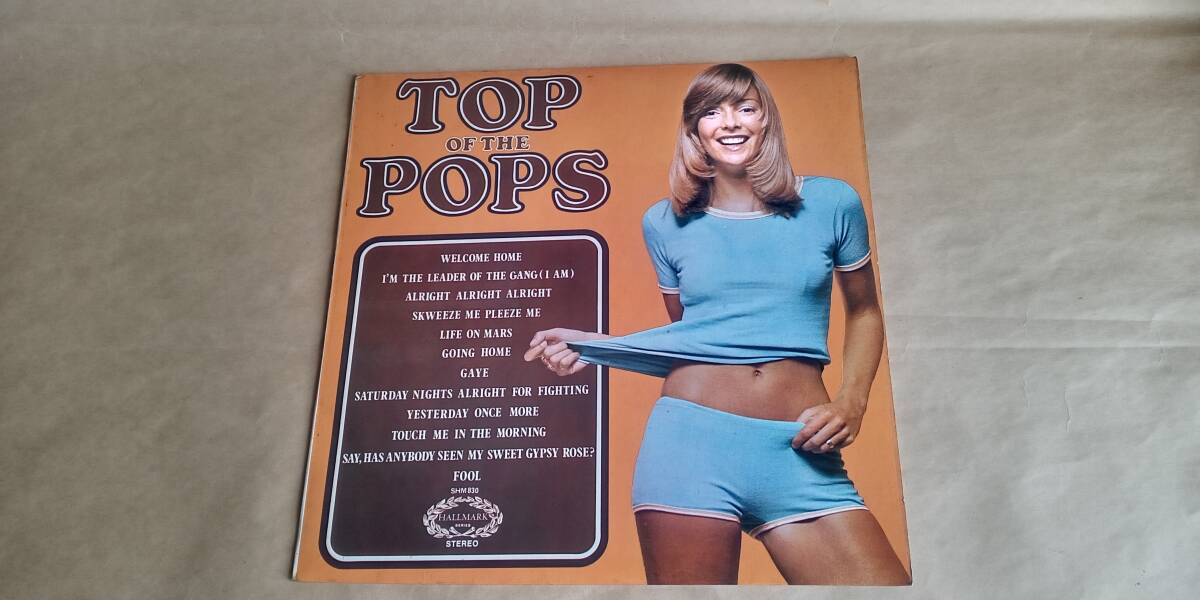 TOP
OF THE
POPS
WELCOME HOME
I'M THE LEADER OF THE GANG (I AM)
ALRIGHT ALRIGHT ALRIGHT
SKWEEZE ME PLEEZE ME
LIFE ON MARS
GOING HOME
GAYE
SATURDAY NIGHTS ALRIGHT FOR FIGHTING
YESTERDAY ONCE MORE
TOUCH ME IN THE MORNING
SAY, HAS ANYBODY SEEN MY SWEET GYPSY ROSE?
FOOL
SHM 830
HALLMARK
SERIES
STEREO